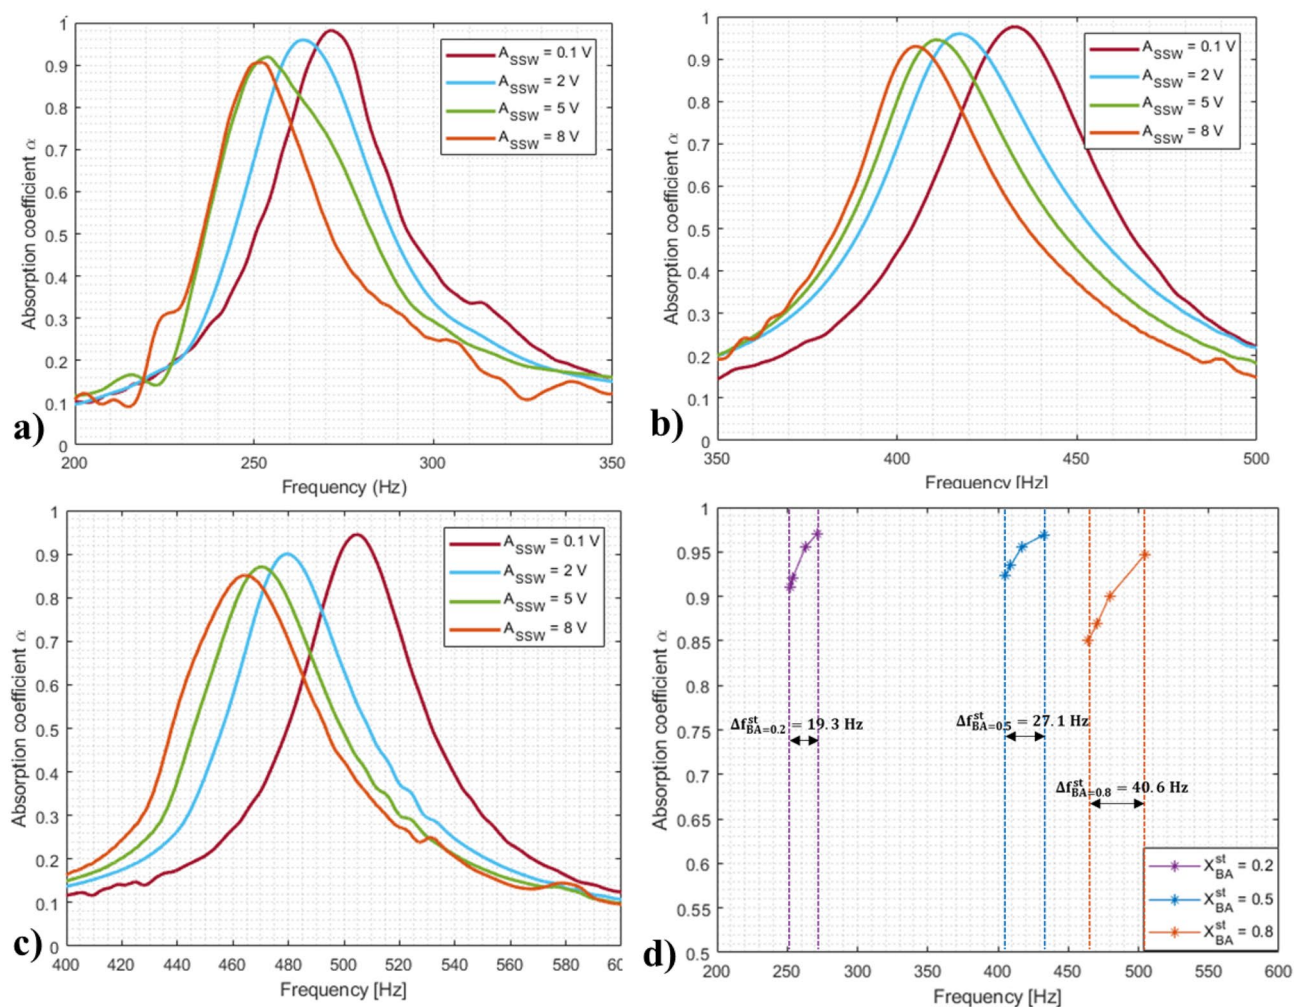 1
0.9
0.8
0.7
0.6
0.5
0.4
0.3
0.2
0.1
0
Absorption coefficient α
200 250 300 350
Frequency (Hz)
A_SSW = 0.1 V
A_SSW = 2 V
A_SSW = 5 V
A_SSW = 8 V
a)
1
0.9
0.8
0.7
0.6
0.5
0.4
0.3
0.2
0.1
0
Absorption coefficient α
350 400 450 500
Frequency [Hz]
A_SSW = 0.1 V
A_SSW = 2 V
A_SSW = 5 V
A_SSW = 8 V
b)
1
0.9
0.8
0.7
0.6
0.5
0.4
0.3
0.2
0.1
0
Absorption coefficient α
400 420 440 460 480 500 520 540 560 580 60
Frequency [Hz]
A_SSW = 0.1 V
A_SSW = 2 V
A_SSW = 5 V
A_SSW = 8 V
c)
1
0.95
0.9
0.85
0.8
0.75
0.7
0.65
0.6
0.55
0.5
Absorption coefficient α
200 250 300 350 400 450 500 550 600
Frequency [Hz]
Δf^st_BA=0.2 = 19.3 Hz
Δf^st_BA=0.5 = 27.1 Hz
Δf^st_BA=0.8 = 40.6 Hz
X^st_BA = 0.2
X^st_BA = 0.5
X^st_BA = 0.8
d)